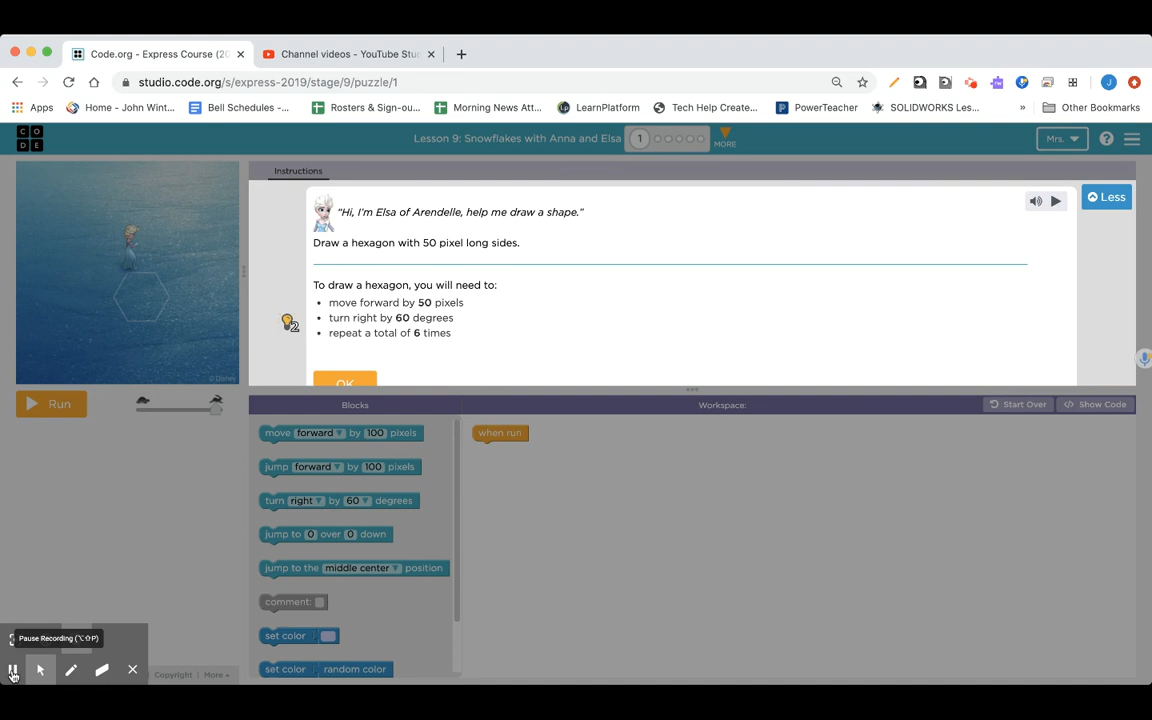 Code.org - Express Course (20
Channel videos - YouTube Stud
studio.code.org/s/express-2019/stage/9/puzzle/1
J
Apps
Home - John Wint...
Bell Schedules -...
Rosters & Sign-ou...
Morning News Att...
LearnPlatform
Tech Help Create...
PowerTeacher
SOLIDWORKS Les...
»
Other Bookmarks
C O
D E
Lesson 9: Snowflakes with Anna and Elsa
1
MORE
Mrs.
?
Instructions
"Hi, I'm Elsa of Arendelle, help me draw a shape."
Less
Draw a hexagon with 50 pixel long sides.
To draw a hexagon, you will need to:
• move forward by 50 pixels
• turn right by 60 degrees
• repeat a total of 6 times
2
OK
© Disney
Run
Blocks
Workspace:
Start Over
</> Show Code
move forward by 100 pixels
when run
jump forward by 100 pixels
turn right by 60 degrees
jump to 0 over 0 down
jump to the middle center position
comment:
set color
set color random color
Pause Recording (⌥⇧P)
Copyright | More